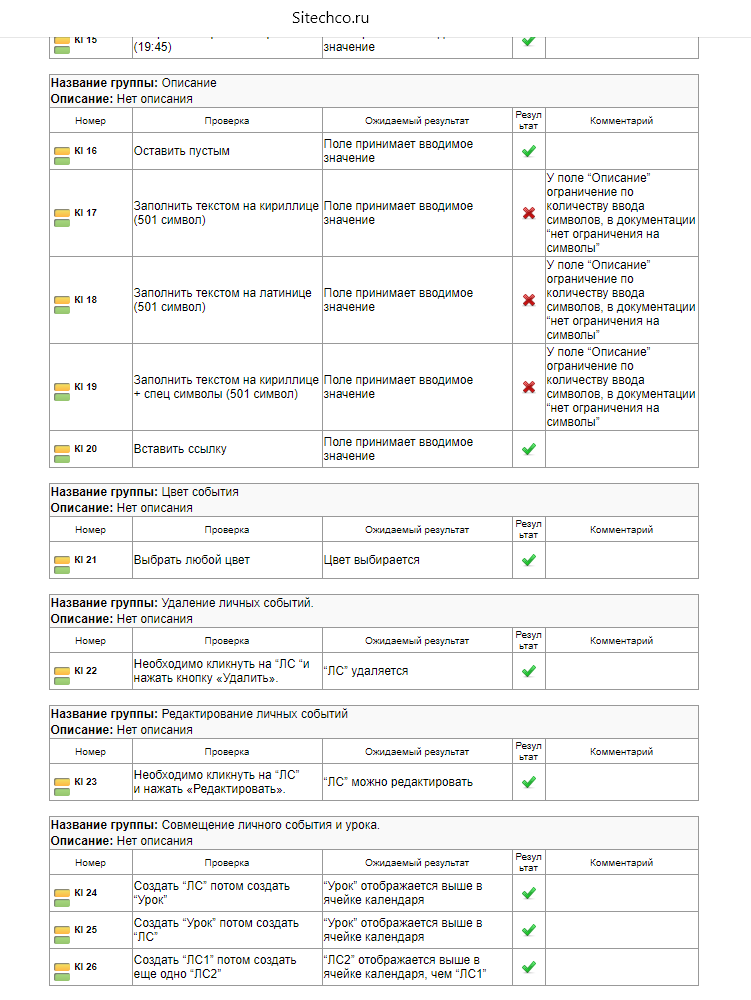 Sitechco.ru
KI 15
(19:45)
значение
Название группы: Описание
Описание: Нет описания
Номер Проверка Ожидаемый результат Резул
ьтат Комментарий
KI 16 Оставить пустым Поле принимает вводимое
значение
KI 17 Заполнить текстом на кириллице
(501 символ) Поле принимает вводимое
значение У поле “Описание”
ограничение по
количеству ввода
символов, в документации
“нет ограничения на
символы”
KI 18 Заполнить текстом на латинице
(501 символ) Поле принимает вводимое
значение У поле “Описание”
ограничение по
количеству ввода
символов, в документации
“нет ограничения на
символы”
KI 19 Заполнить текстом на кириллице
+ спец символы (501 символ) Поле принимает вводимое
значение У поле “Описание”
ограничение по
количеству ввода
символов, в документации
“нет ограничения на
символы”
KI 20 Вставить ссылку Поле принимает вводимое
значение
Название группы: Цвет события
Описание: Нет описания
Номер Проверка Ожидаемый результат Резул
ьтат Комментарий
KI 21 Выбрать любой цвет Цвет выбирается
Название группы: Удаление личных событий.
Описание: Нет описания
Номер Проверка Ожидаемый результат Резул
ьтат Комментарий
KI 22 Необходимо кликнуть на “ЛС “и
нажать кнопку «Удалить». “ЛС” удаляется
Название группы: Редактирование личных событий
Описание: Нет описания
Номер Проверка Ожидаемый результат Резул
ьтат Комментарий
KI 23 Необходимо кликнуть на “ЛС”
и нажать «Редактировать». “ЛС” можно редактировать
Название группы: Совмещение личного события и урока.
Описание: Нет описания
Номер Проверка Ожидаемый результат Резул
ьтат Комментарий
KI 24 Создать “ЛС” потом создать
“Урок” “Урок” отображается выше в
ячейке календаря
KI 25 Создать “Урок” потом создать
“ЛС” “Урок” отображается выше в
ячейке календаря
KI 26 Создать “ЛС1” потом создать
еще одно “ЛС2” “ЛС2” отображается выше в
ячейке календаря, чем “ЛС1”